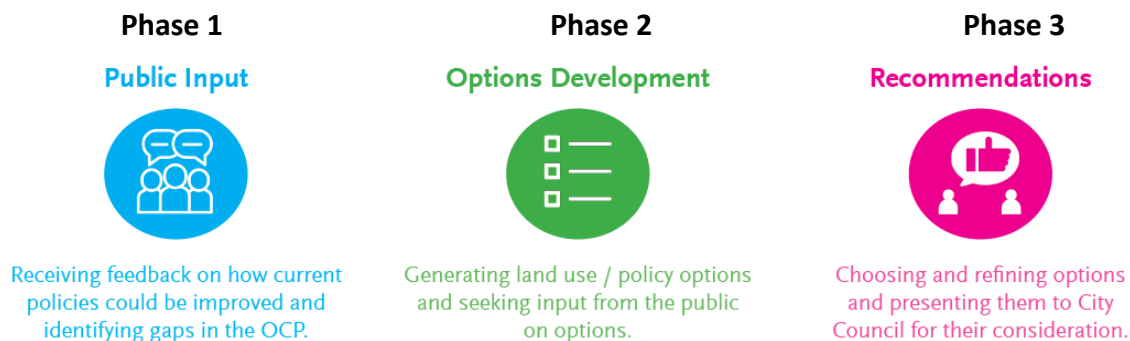 Phase 1
Public Input
Receiving feedback on how current
policies could be improved and
identifying gaps in the OCP.
Phase 2
Options Development
Generating land use / policy options
and seeking input from the public
on options.
Phase 3
Recommendations
Choosing and refining options
and presenting them to City
Council for their consideration.